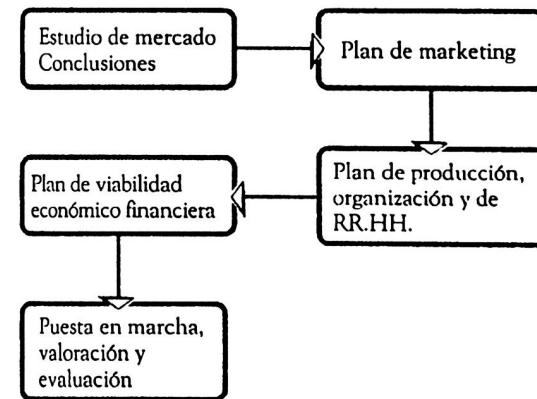 Estudio de mercado
Conclusiones
Plan de marketing
Plan de producción,
organización y de
RR.HH.
Plan de viabilidad
económico financiera
Puesta en marcha,
valoración y
evaluación